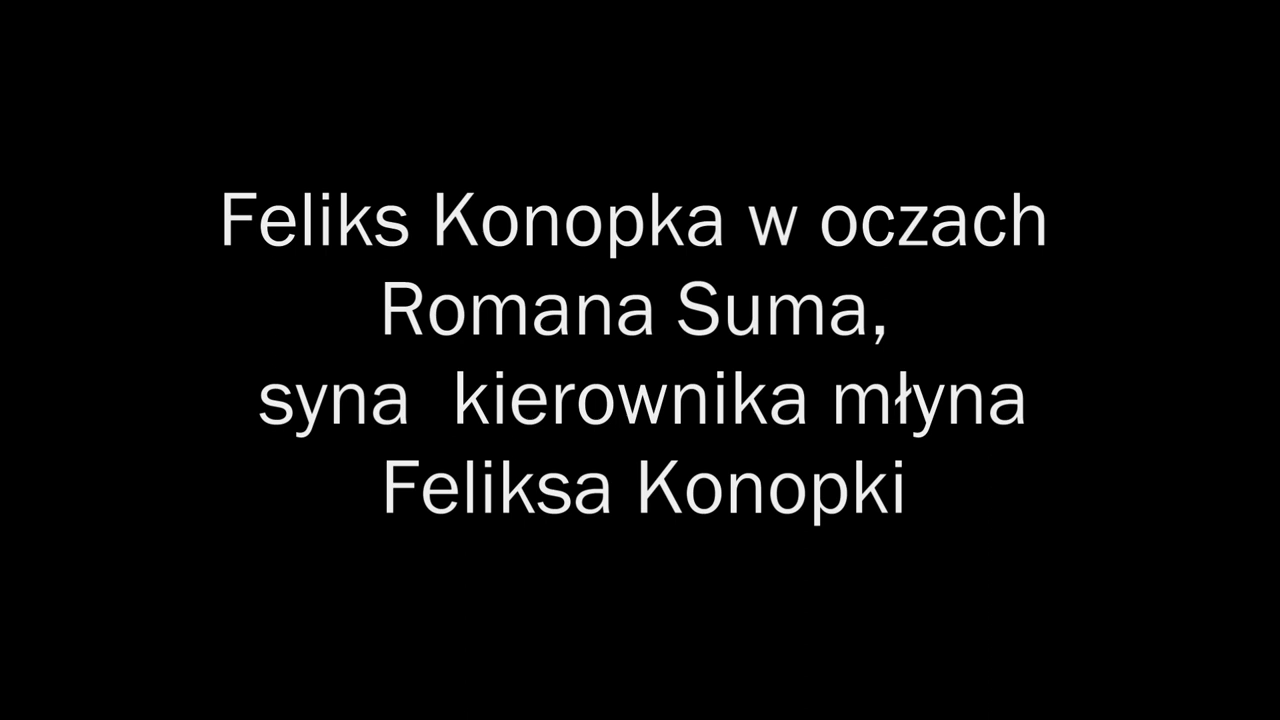 Feliks Konopka w oczach
Romana Suma,
syna  kierownika młyna
Feliksa Konopki